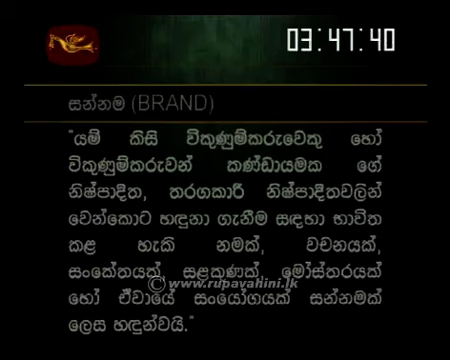 03:47:40
සන්නම (BRAND)
"යම් කිසි විකුණුම්කරුවෙකු හෝ
විකුණුම්කරුවන් කණ්ඩායමක ගේ
නිෂ්පාදිත, තරගකාරී නිෂ්පාදිතවලින්
වෙන්කොට හඳුනා ගැනීම සඳහා භාවිත
කළ හැකි නමක්, වචනයක්,
සංකේතයක්, සළකුණක්, මෝස්තරයක්
© www.rupavahini.lk
හෝ ඒවායේ සංයෝගයක් සන්නමක්
ලෙස හඳුන්වයි."